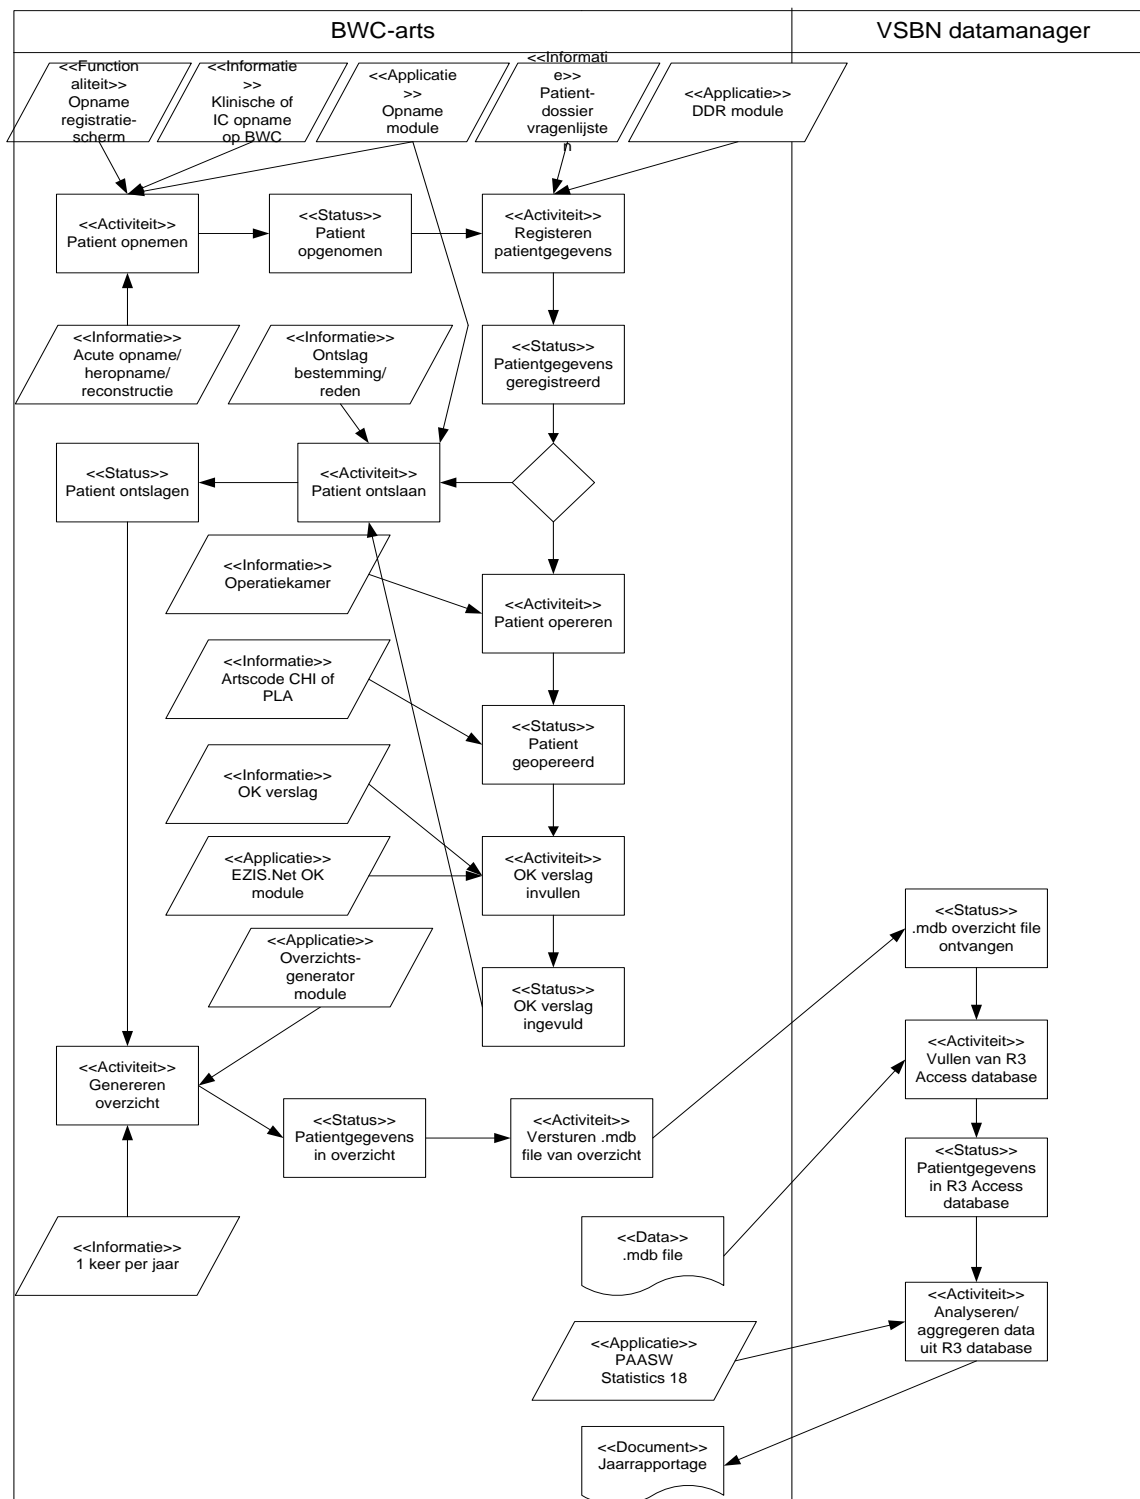 BWC-arts
VSBN datamanager
<<Function
aliteit>>
Opname
registratie-
scherm
<<Informatie
>>
Klinische of
IC opname
op BWC
<<Applicatie
>>
Opname
module
<<Informati
e>>
Patient-
dossier
vragenlijste
n
<<Applicatie>>
DDR module
<<Activiteit>>
Patient opnemen
<<Status>>
Patient
opgenomen
<<Activiteit>>
Registeren
patientgegevens
<<Informatie>>
Acute opname/
heropname/
reconstructie
<<Informatie>>
Ontslag
bestemming/
reden
<<Status>>
Patientgegevens
geregistreerd
<<Status>>
Patient ontslagen
<<Activiteit>>
Patient ontslaan
<<Informatie>>
Operatiekamer
<<Activiteit>>
Patient opereren
<<Informatie>>
Artscode CHI of
PLA
<<Status>>
Patient
geopereerd
<<Informatie>>
OK verslag
<<Applicatie>>
EZIS.Net OK
module
<<Activiteit>>
OK verslag
invullen
<<Applicatie>>
Overzichts-
generator
module
<<Status>>
OK verslag
ingevuld
<<Status>>
.mdb overzicht file
ontvangen
<<Activiteit>>
Genereren
overzicht
<<Activiteit>>
Vullen van R3
Access database
<<Status>>
Patientgegevens
in overzicht
<<Activiteit>>
Versturen .mdb
file van overzicht
<<Status>>
Patientgegevens
in R3 Access
database
<<Informatie>>
1 keer per jaar
<<Data>>
.mdb file
<<Activiteit>>
Analyseren/
aggregeren data
uit R3 database
<<Applicatie>>
PAASW
Statistics 18
<<Document>>
Jaarrapportage